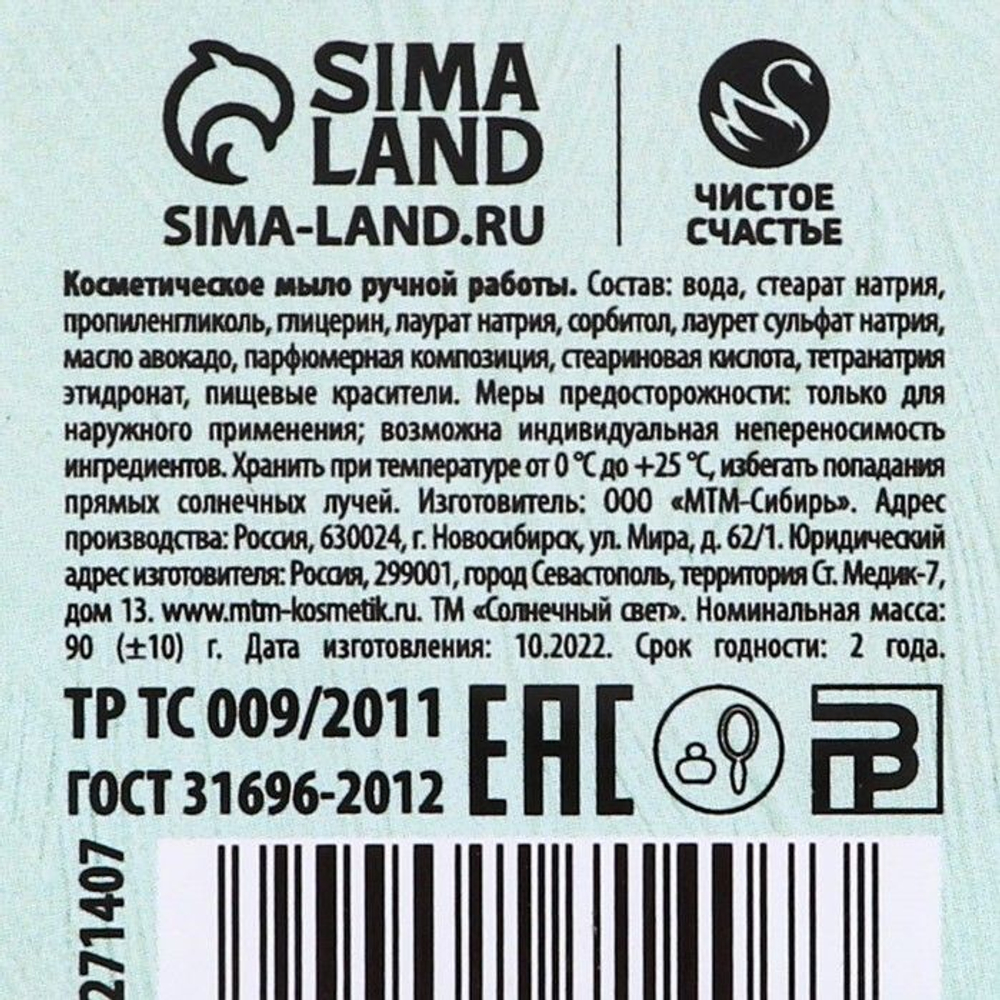 SIMA
LAND
SIMA-LAND.RU
ЧИСТОЕ
СЧАСТЬЕ
Косметическое мыло ручной работы. Состав: вода, стеарат натрия,
пропиленгликоль, глицерин, лаурат натрия, сорбитол, лаурет сульфат натрия,
масло авокадо, парфюмерная композиция, стеариновая кислота, тетранатрия
этидронат, пищевые красители. Меры предосторожности: только для
наружного применения; возможна индивидуальная непереносимость
ингредиентов. Хранить при температуре от 0 °C до +25 °C, избегать попадания
прямых солнечных лучей. Изготовитель: ООО «МТМ-Сибирь». Адрес
производства: Россия, 630024, г. Новосибирск, ул. Мира, д. 62/1. Юридический
адрес изготовителя: Россия, 299001, город Севастополь, территория Ст. Медик-7,
дом 13. www.mtm-kosmetik.ru. ТМ «Солнечный свет». Номинальная масса:
90 (±10) г. Дата изготовления: 10.2022. Срок годности: 2 года.
ТР ТС 009/2011
ГОСТ 31696-2012
EAC
271407